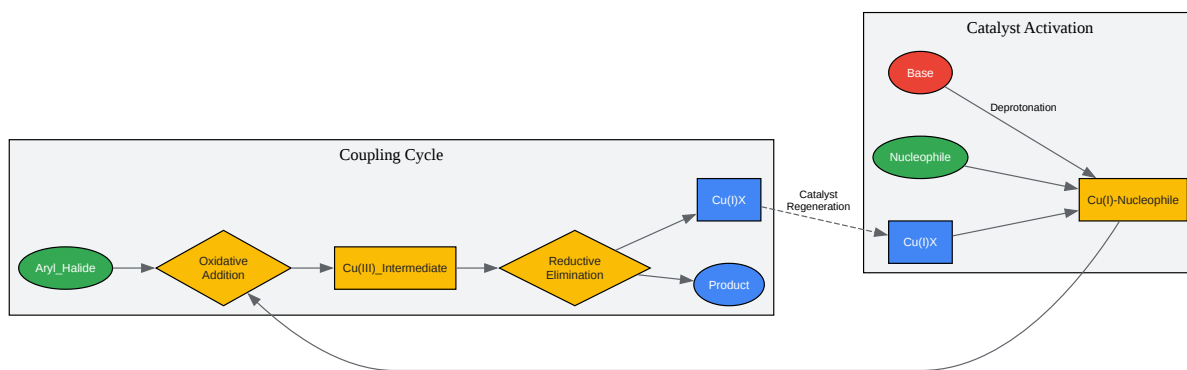 Catalyst Activation
Base
Deprotonation
Nucleophile
Cu(I)-Nucleophile
Cu(I)X
Coupling Cycle
Cu(I)X
Catalyst
Regeneration
Aryl_Halide
Oxidative
Addition
Cu(III)_Intermediate
Reductive
Elimination
Product